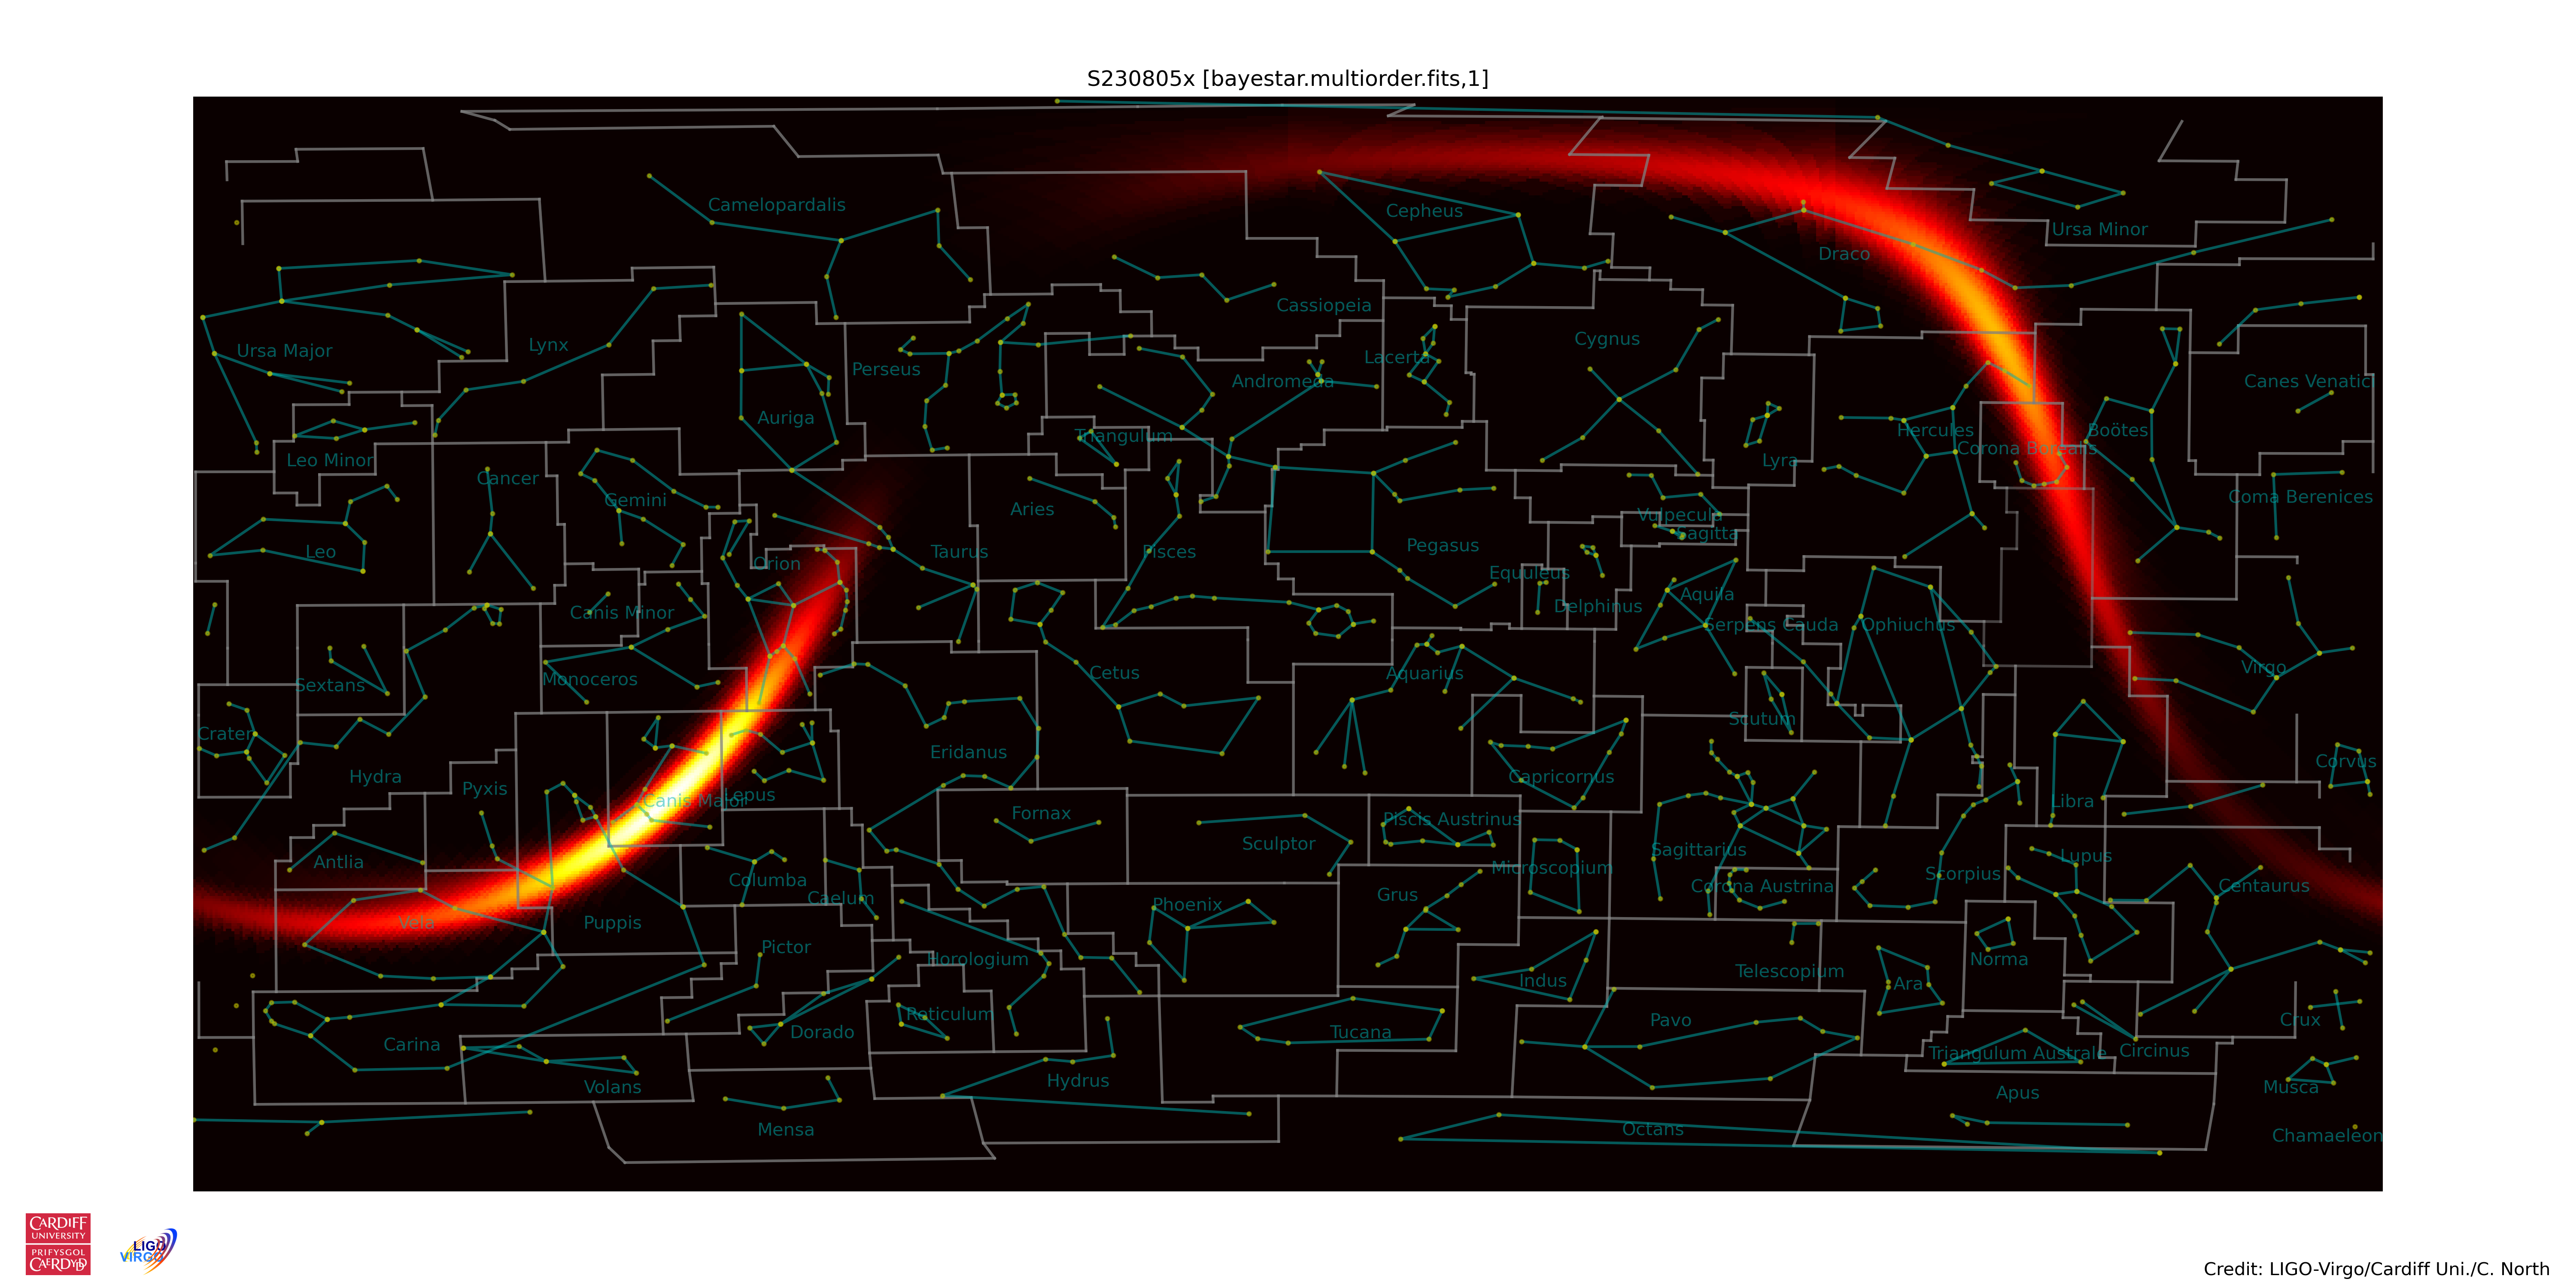 S230805x [bayestar.multiorder.fits,1]
Camelopardalis
Cepheus
Ursa Minor
Draco
Cassiopeia
Cygnus
Lynx
Ursa Major
Lacerta
Perseus
Andromeda
Canes Venatici
Auriga
Hercules
Boötes
Triangulum
Corona Borealis
Leo Minor
Lyra
Cancer
Gemini
Coma Berenices
Aries
Vulpecula
Sagitta
Leo
Taurus
Pisces
Pegasus
Orion
Equuleus
Aquila
Delphinus
Canis Minor
Serpens Cauda
Ophiuchus
Virgo
Cetus
Aquarius
Monoceros
Sextans
Scutum
Crater
Eridanus
Corvus
Hydra
Capricornus
Pyxis
Lepus
Canis Major
Libra
Fornax
Piscis Austrinus
Sculptor
Sagittarius
Lupus
Antlia
Microscopium
Scorpius
Columba
Corona Austrina
Centaurus
Grus
Caelum
Phoenix
Vela
Puppis
Pictor
Horologium
Norma
Telescopium
Indus
Ara
Reticulum
Pavo
Crux
Dorado
Tucana
Carina
Circinus
Triangulum Australe
Hydrus
Volans
Musca
Apus
Mensa
Octans
Chamaeleon
CARDIFF
UNIVERSITY
PRIFYSGOL
CAERDYDD
LIGO
VIRGO
Credit: LIGO-Virgo/Cardiff Uni./C. North